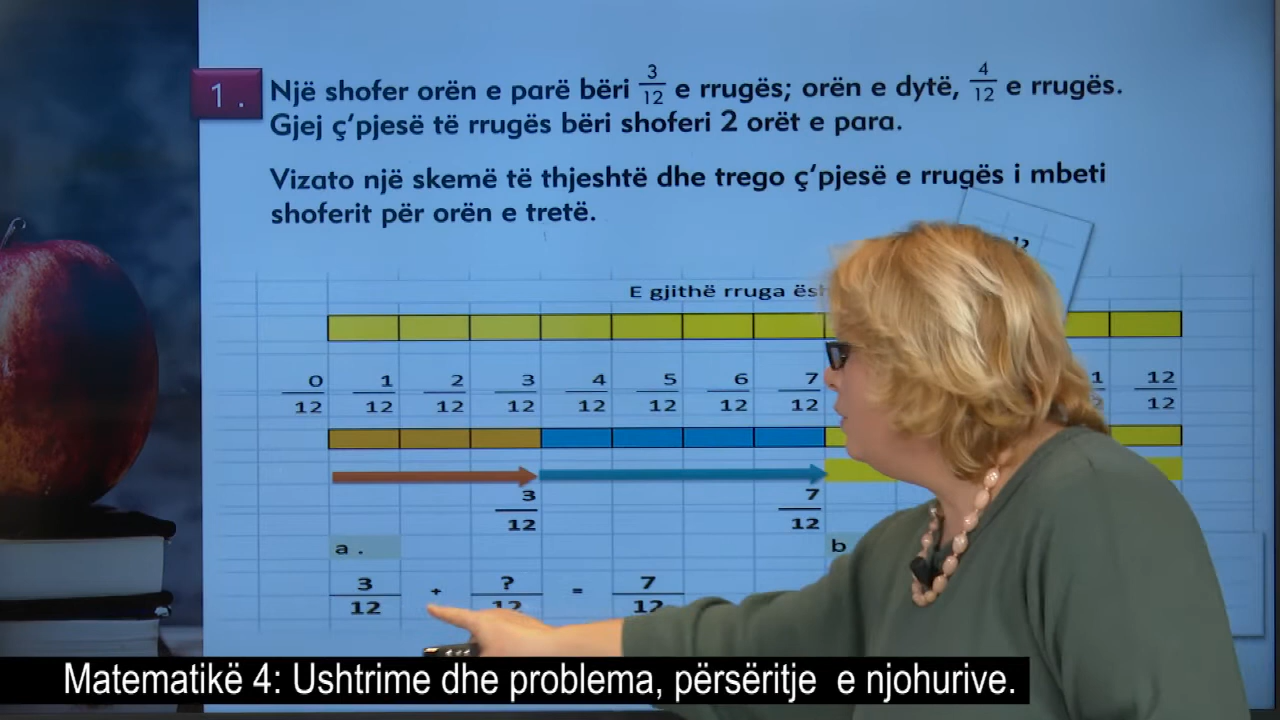 1.
Një shofer orën e parë bëri 3/12 e rrugës; orën e dytë, 4/12 e rrugës.
Gjej ç'pjesë të rrugës bëri shoferi 2 orët e para.
Vizato një skemë të thjeshtë dhe trego ç'pjesë e rrugës i mbeti
shoferit për orën e tretë.
E gjithë rruga
0/12 1/12 2/12 3/12 4/12 5/12 6/12 7/12 12/12
3/12 7/12
a. b
3/12 + ?/12 = 7/12
Matematikë 4: Ushtrime dhe problema, përsëritje e njohurive.